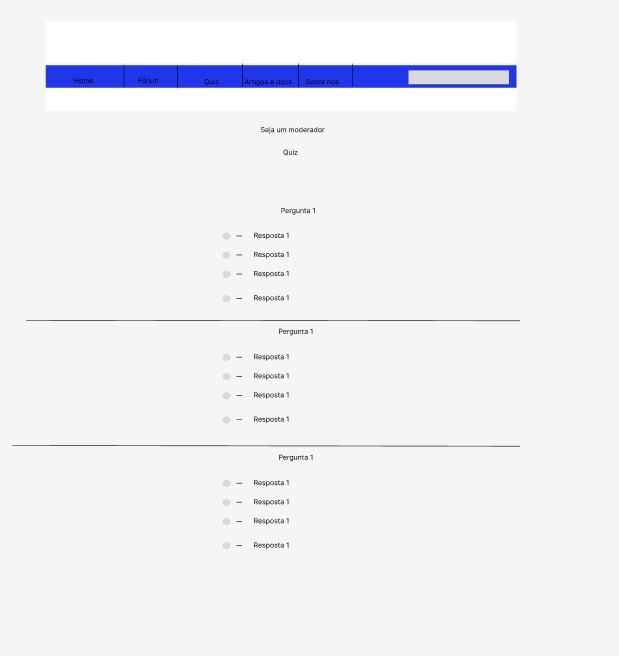 Home Fórum Quiz Artigos e docs Sobre nós
Seja um moderador
Quiz
Pergunta 1
— Resposta 1
— Resposta 1
— Resposta 1
— Resposta 1
Pergunta 1
— Resposta 1
— Resposta 1
— Resposta 1
— Resposta 1
Pergunta 1
— Resposta 1
— Resposta 1
— Resposta 1
— Resposta 1